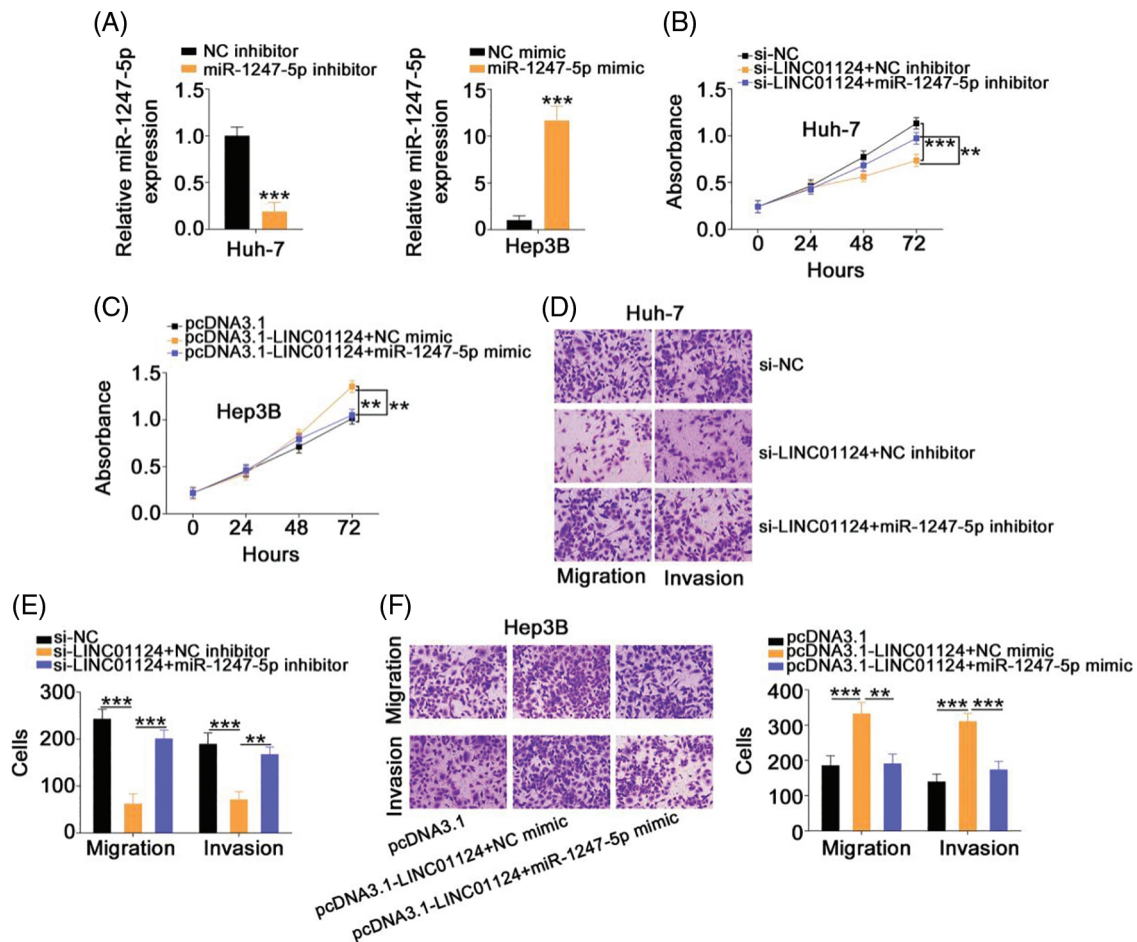 (A)
NC inhibitor
miR-1247-5p inhibitor
Relative miR-1247-5p
expression
1.5
1.0
0.5
0.0
***
Huh-7
NC mimic
miR-1247-5p mimic
Relative miR-1247-5p
expression
15
10
5
0
***
Hep3B
(B)
si-NC
si-LINC01124+NC inhibitor
si-LINC01124+miR-1247-5p inhibitor
Absorbance
1.5
1.0
0.5
0.0
Huh-7
*** **
0 24 48 72
Hours
(C)
pcDNA3.1
pcDNA3.1-LINC01124+NC mimic
pcDNA3.1-LINC01124+miR-1247-5p mimic
Absorbance
1.5
1.0
0.5
0.0
Hep3B
** **
0 24 48 72
Hours
(D)
Huh-7
si-NC
si-LINC01124+NC inhibitor
si-LINC01124+miR-1247-5p inhibitor
Migration Invasion
(E)
si-NC
si-LINC01124+NC inhibitor
si-LINC01124+miR-1247-5p inhibitor
Cells
300
200
100
0
*** *** *** **
Migration Invasion
(F)
Hep3B
Migration
Invasion
pcDNA3.1
pcDNA3.1-LINC01124+NC mimic
pcDNA3.1-LINC01124+miR-1247-5p mimic
pcDNA3.1
pcDNA3.1-LINC01124+NC mimic
pcDNA3.1-LINC01124+miR-1247-5p mimic
Cells
400
300
200
100
0
*** ** *** ***
Migration Invasion